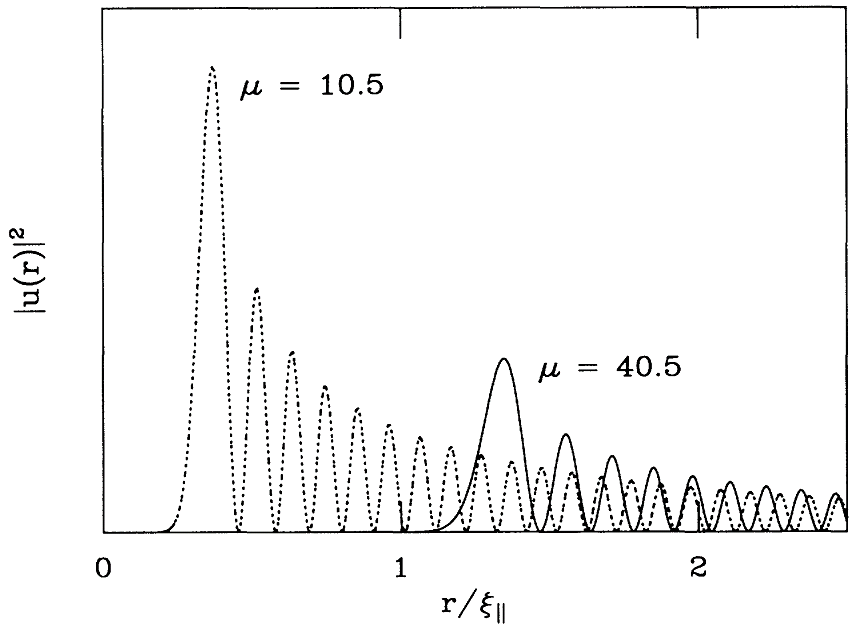 μ = 10.5
|u(r)|²
μ = 40.5
0 1 2
r/ξ∥